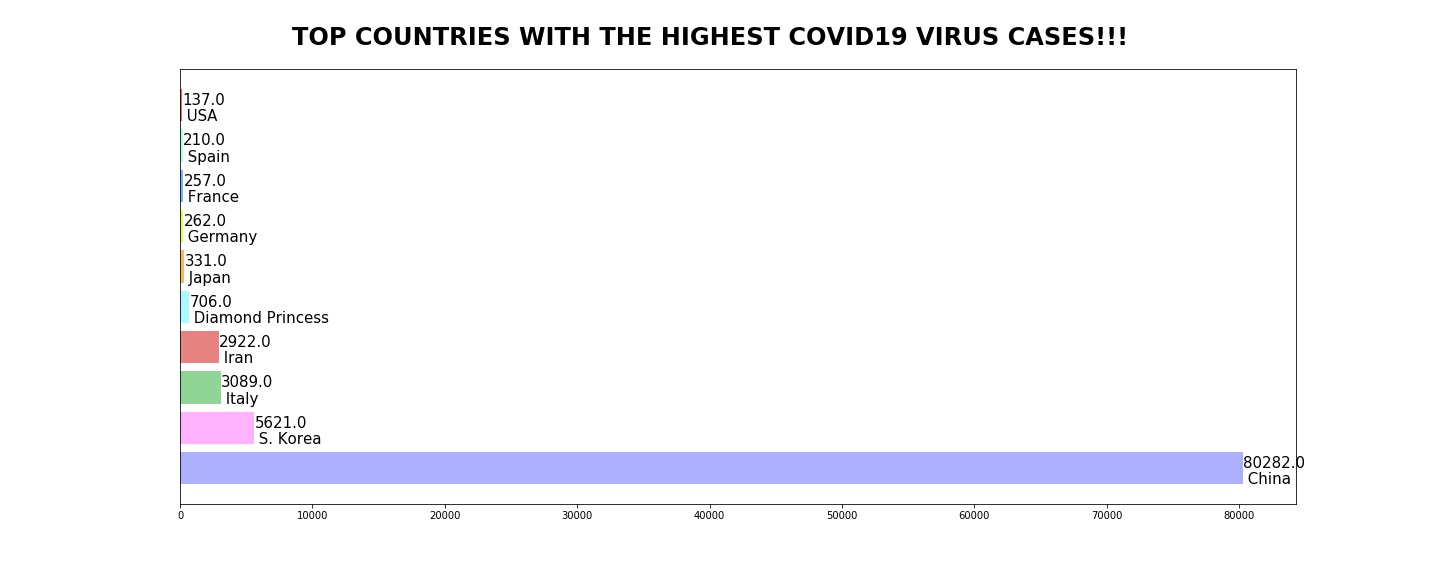 TOP COUNTRIES WITH THE HIGHEST COVID19 VIRUS CASES!!!
137.0
USA
210.0
Spain
257.0
France
262.0
Germany
331.0
Japan
706.0
Diamond Princess
2922.0
Iran
3089.0
Italy
5621.0
S. Korea
80282.0
China
0 10000 20000 30000 40000 50000 60000 70000 80000